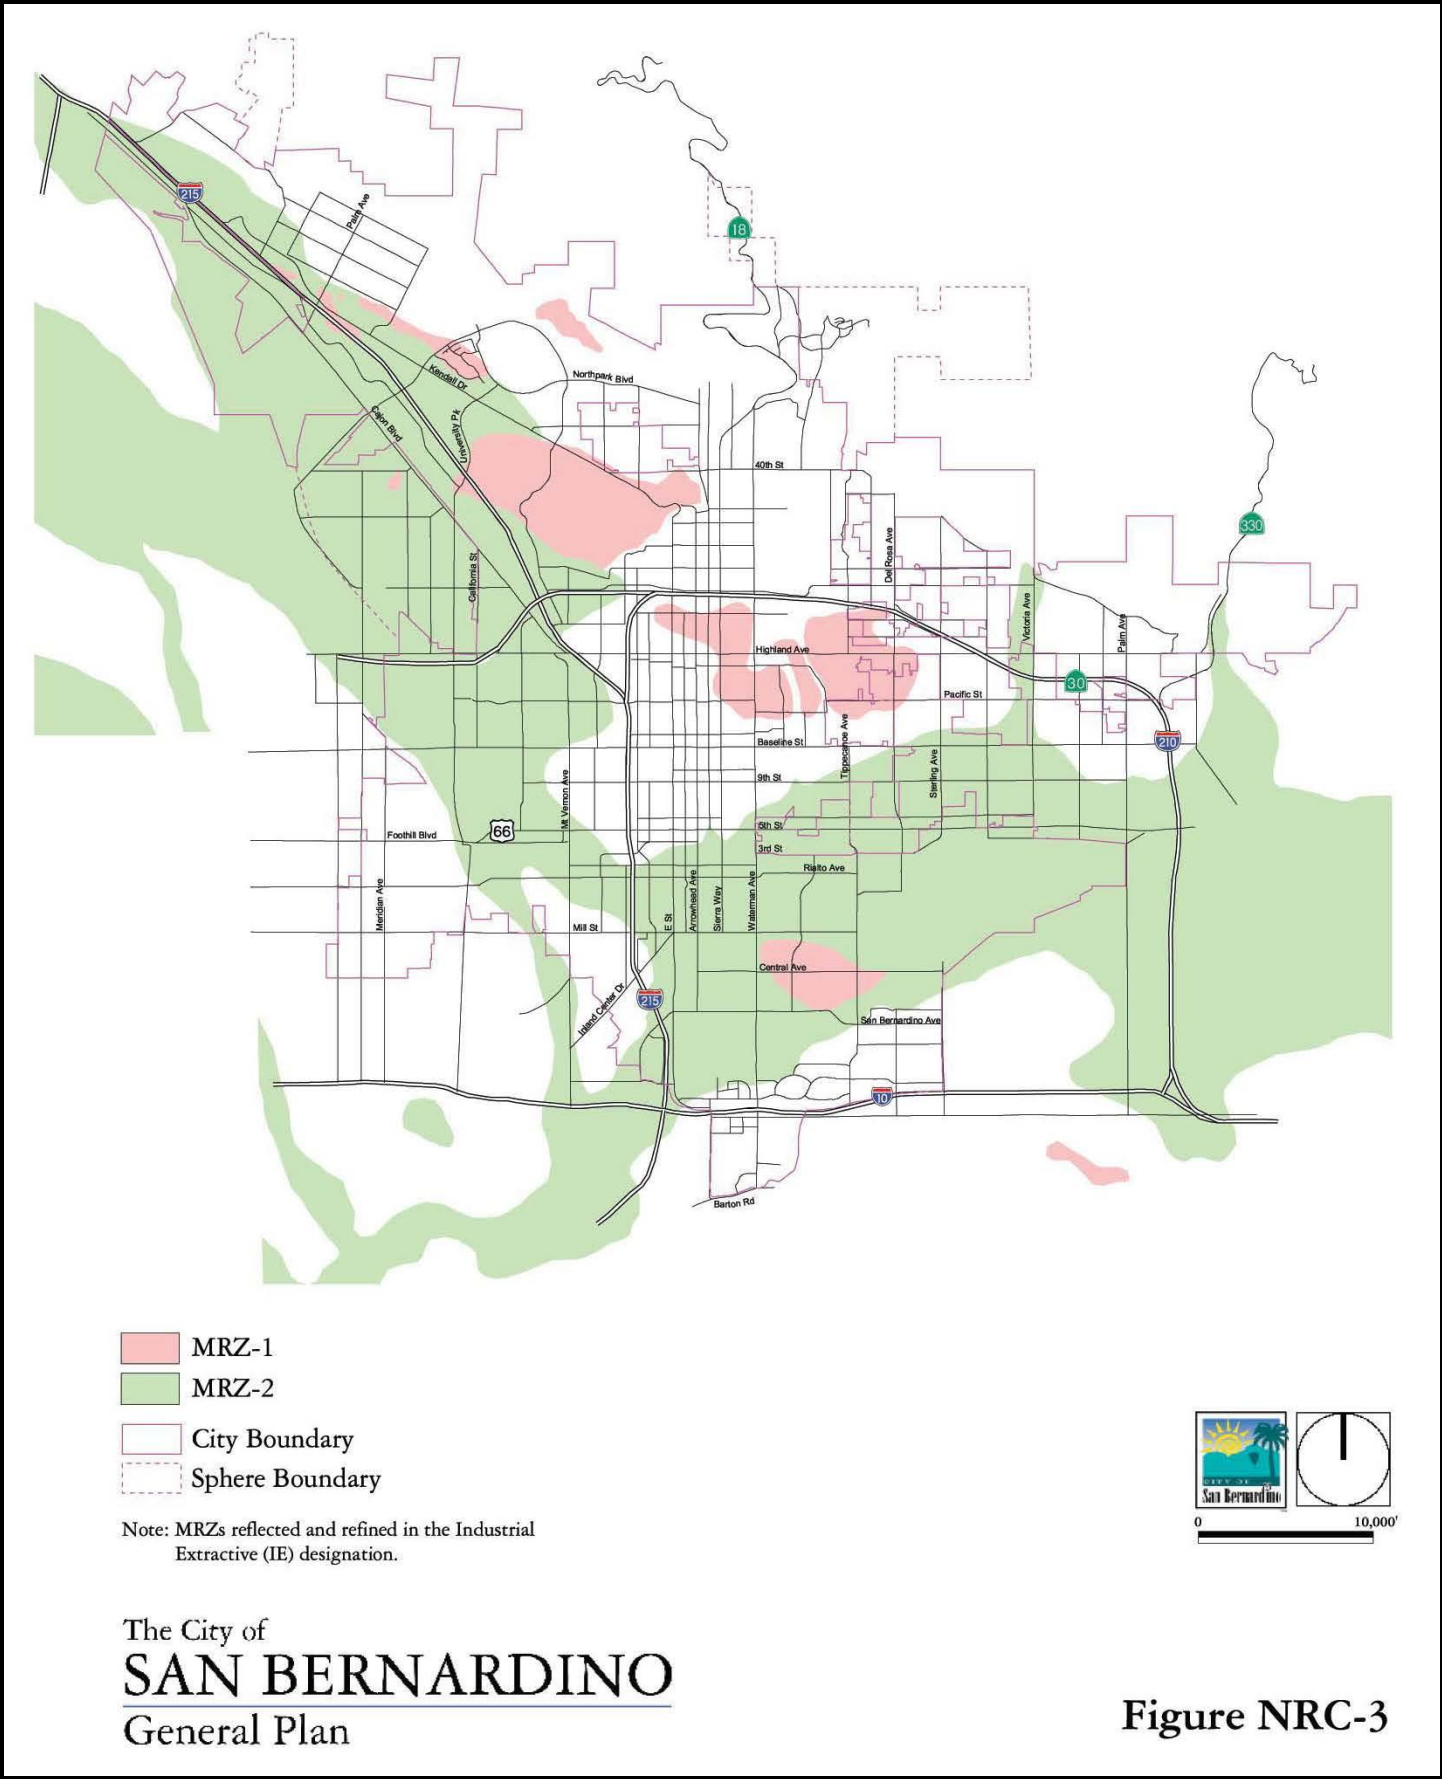 18
215
Palm Ave
Kendall Dr
Northpark Blvd
Cajon Blvd
University Pk
40th St
330
Del Rosa Ave
California St
Victoria Ave
Palm Ave
Highland Ave
30
Pacific St
210
Baseline St
Tippecanoe Ave
Sterling Ave
9th St
Mt Vernon Ave
66
5th St
Foothill Blvd
3rd St
Rialto Ave
Meridian Ave
E St
Arrowhead Ave
Sierra Way
Waterman Ave
Mill St
Central Ave
215
Inland Center Dr
San Bernardino Ave
10
Barton Rd
MRZ-1
MRZ-2
City Boundary
Sphere Boundary
Note: MRZs reflected and refined in the Industrial
Extractive (IE) designation.
CITY OF
San Bernardino
0 10,000'
The City of
SAN BERNARDINO
General Plan
Figure NRC-3